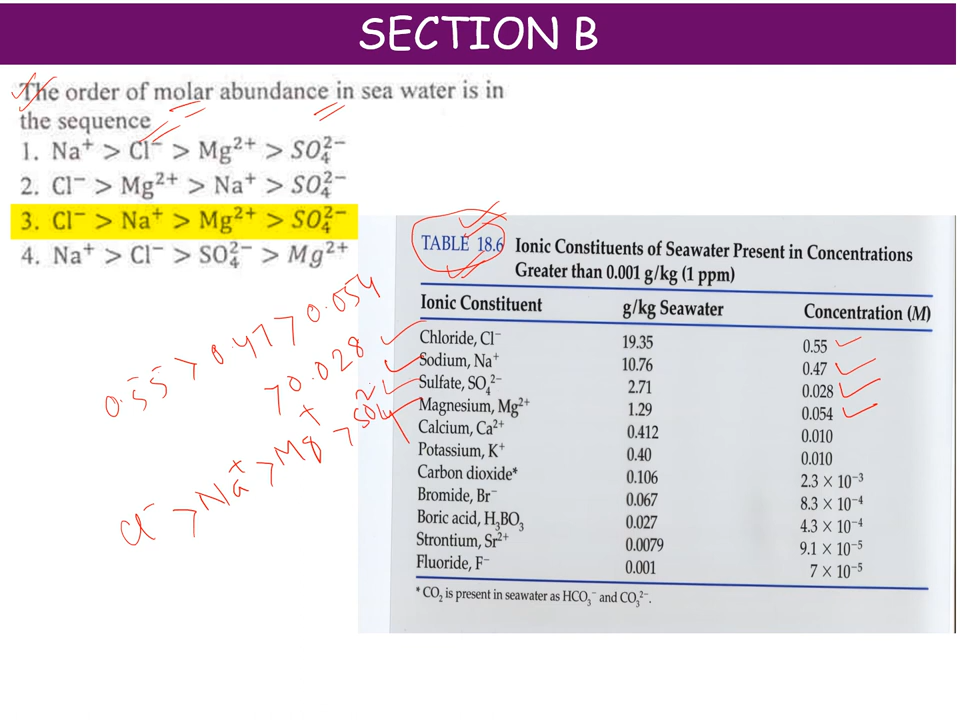 SECTION B
The order of molar abundance in sea water is in
the sequence
1. Na⁺ > Cl⁻ > Mg²⁺ > SO₄²⁻
2. Cl⁻ > Mg²⁺ > Na⁺ > SO₄²⁻
3. Cl⁻ > Na⁺ > Mg²⁺ > SO₄²⁻
4. Na⁺ > Cl⁻ > SO₄²⁻ > Mg²⁺
0.55 > 0.47 > 0.054
> 0.028
Cl⁻ > Na⁺ > Mg⁺ > SO₄²⁻
TABLE 18.6 Ionic Constituents of Seawater Present in Concentrations
Greater than 0.001 g/kg (1 ppm)
Ionic Constituent g/kg Seawater Concentration (M)
Chloride, Cl⁻ 19.35 0.55
Sodium, Na⁺ 10.76 0.47
Sulfate, SO₄²⁻ 2.71 0.028
Magnesium, Mg²⁺ 1.29 0.054
Calcium, Ca²⁺ 0.412 0.010
Potassium, K⁺ 0.40 0.010
Carbon dioxide* 0.106 2.3 × 10⁻³
Bromide, Br⁻ 0.067 8.3 × 10⁻⁴
Boric acid, H₃BO₃ 0.027 4.3 × 10⁻⁴
Strontium, Sr²⁺ 0.0079 9.1 × 10⁻⁵
Fluoride, F⁻ 0.001 7 × 10⁻⁵
* CO₂ is present in seawater as HCO₃⁻ and CO₃²⁻.